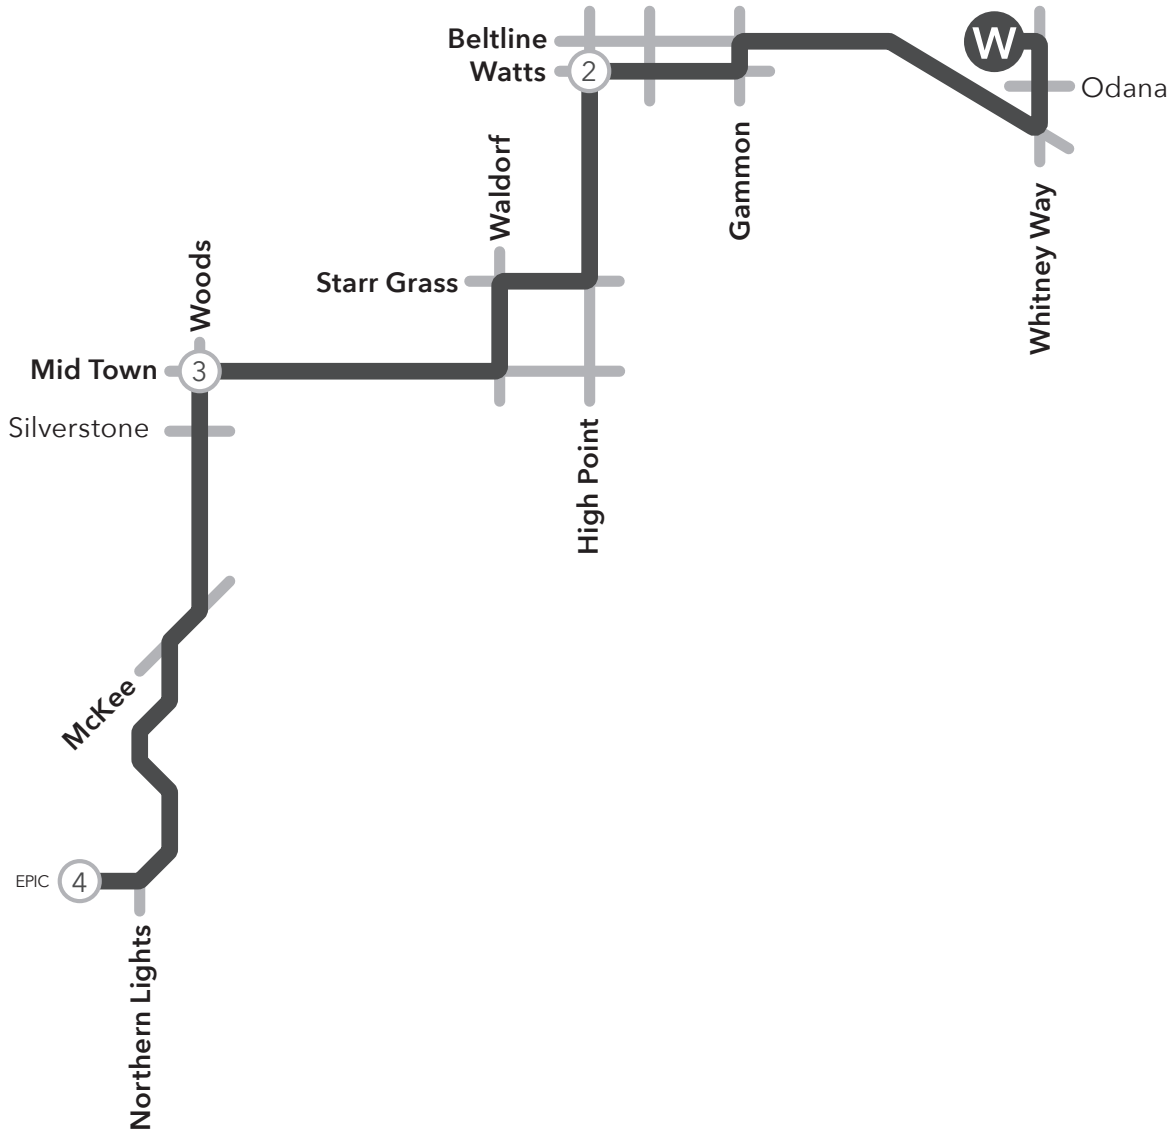 Beltline
W
Watts
2
Odana
Gammon
Waldorf
Whitney Way
Woods
Starr Grass
Mid Town
3
Silverstone
High Point
McKee
EPIC
4
Northern Lights